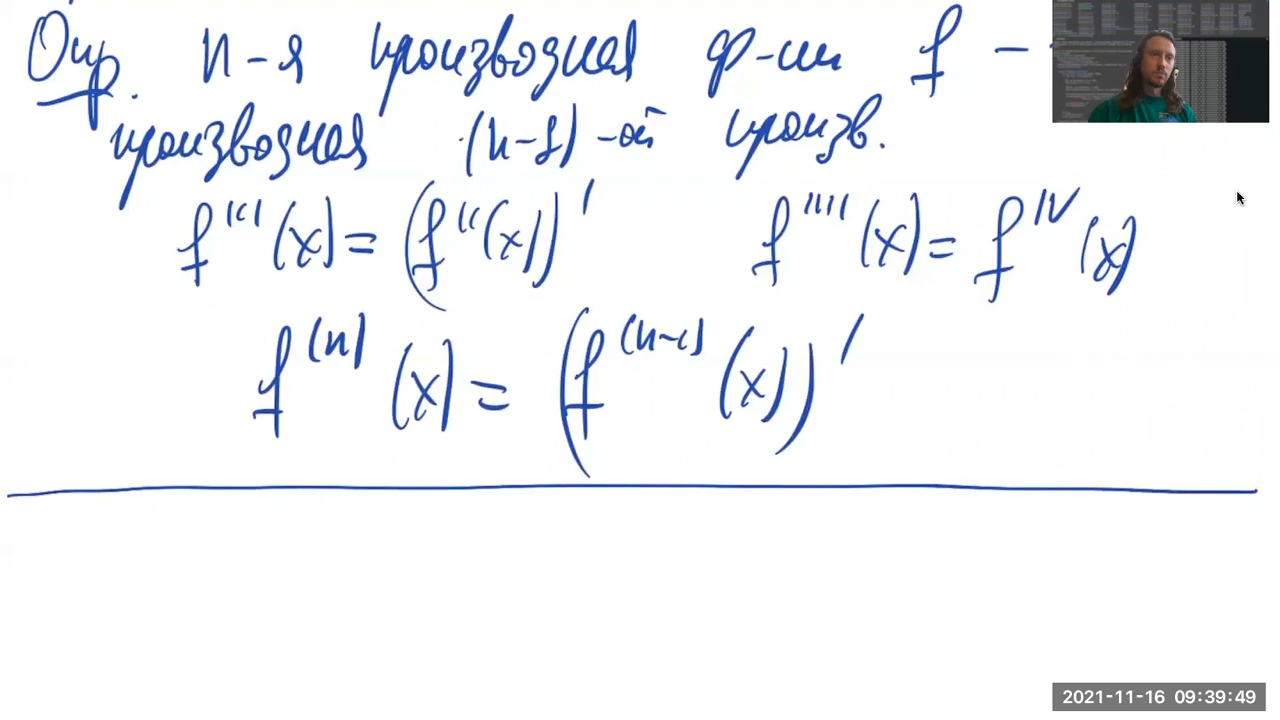 Опр. n-я производная ф-ии f –
производная (n-1)-ой произв.
f'''(x) = (f''(x))' f''''(x) = f^{IV}(x)
f^{(n)}(x) = (f^{(n-1)}(x))'
2021-11-16 09:39:49